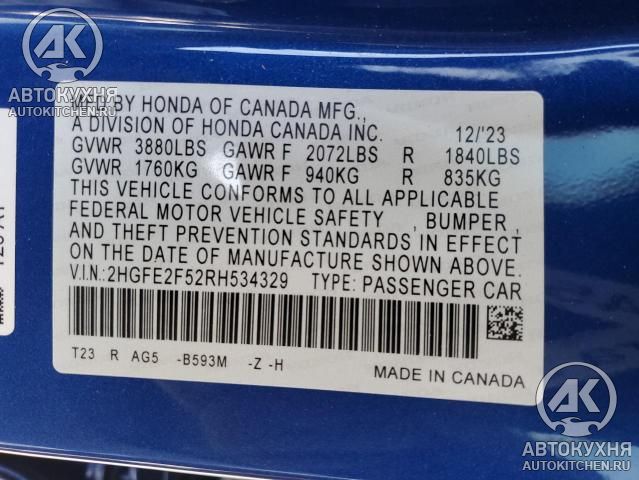 AK
АВТОКУХНЯ
AUTOKITCHEN.RU
MFD.BY HONDA OF CANADA MFG.,
A DIVISION OF HONDA CANADA INC. 12/'23
GVWR 3880LBS GAWR F 2072LBS R 1840LBS
GVWR 1760KG GAWR F 940KG R 835KG
THIS VEHICLE CONFORMS TO ALL APPLICABLE
FEDERAL MOTOR VEHICLE SAFETY , BUMPER ,
AND THEFT PREVENTION STANDARDS IN EFFECT
ON THE DATE OF MANUFACTURE SHOWN ABOVE.
V.I.N.:2HGFE2F52RH534329 TYPE: PASSENGER CAR
T23 R AG5 -B593M -Z -H
MADE IN CANADA
AK
АВТОКУХНЯ
AUTOKITCHEN.RU